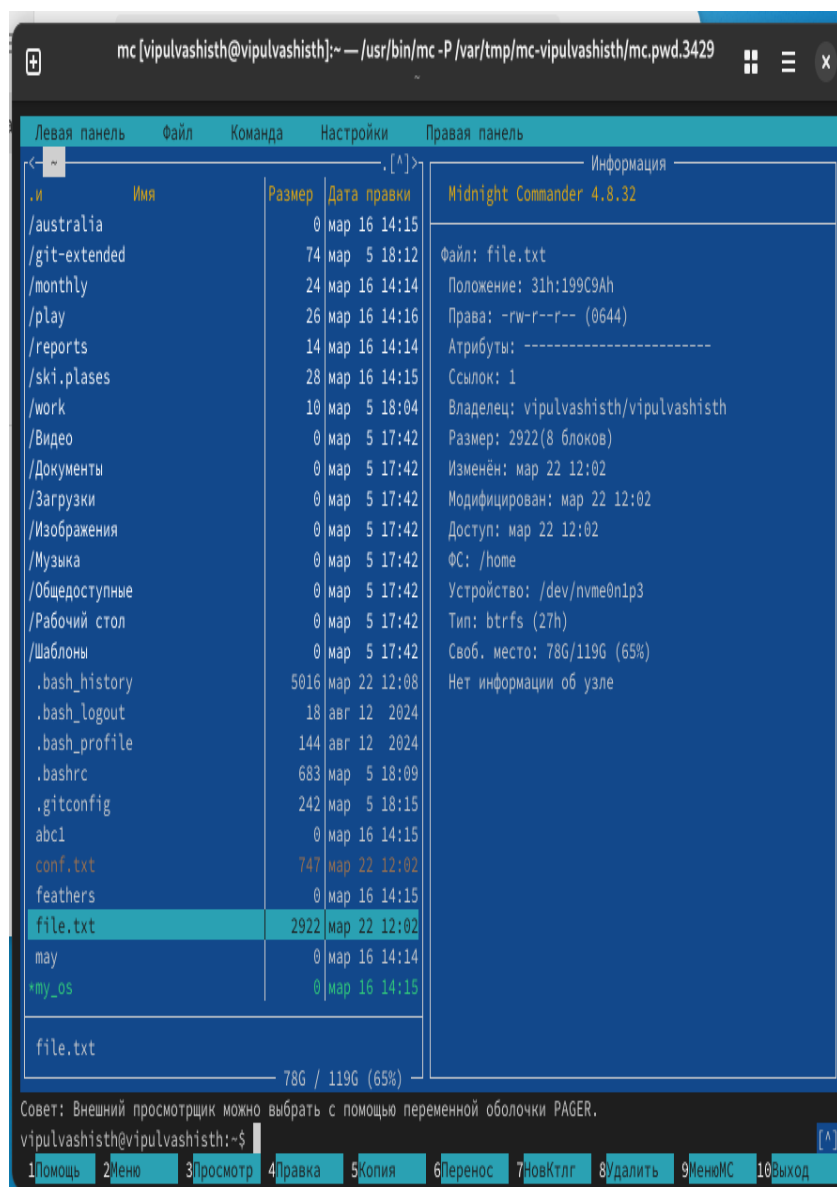 mc [vipulvashisth@vipulvashisth]:~ — /usr/bin/mc -P /var/tmp/mc-vipulvashisth/mc.pwd.3429
~
Левая панель Файл Команда Настройки Правая панель
<─ ~ .[^]>
.и Имя Размер Дата правки
/australia 0 мар 16 14:15
/git-extended 74 мар 5 18:12
/monthly 24 мар 16 14:14
/play 26 мар 16 14:16
/reports 14 мар 16 14:14
/ski.plases 28 мар 16 14:15
/work 10 мар 5 18:04
/Видео 0 мар 5 17:42
/Документы 0 мар 5 17:42
/Загрузки 0 мар 5 17:42
/Изображения 0 мар 5 17:42
/Музыка 0 мар 5 17:42
/Общедоступные 0 мар 5 17:42
/Рабочий стол 0 мар 5 17:42
/Шаблоны 0 мар 5 17:42
.bash_history 5016 мар 22 12:08
.bash_logout 18 авг 12 2024
.bash_profile 144 авг 12 2024
.bashrc 683 мар 5 18:09
.gitconfig 242 мар 5 18:15
abc1 0 мар 16 14:15
conf.txt 747 мар 22 12:02
feathers 0 мар 16 14:15
file.txt 2922 мар 22 12:02
may 0 мар 16 14:14
*my_os 0 мар 16 14:15
file.txt
78G / 119G (65%)
Информация
Midnight Commander 4.8.32
Файл: file.txt
Положение: 31h:199C9Ah
Права: -rw-r--r-- (0644)
Атрибуты: -------------------------
Ссылок: 1
Владелец: vipulvashisth/vipulvashisth
Размер: 2922(8 блоков)
Изменён: мар 22 12:02
Модифицирован: мар 22 12:02
Доступ: мар 22 12:02
ФС: /home
Устройство: /dev/nvme0n1p3
Тип: btrfs (27h)
Своб. место: 78G/119G (65%)
Нет информации об узле
Совет: Внешний просмотрщик можно выбрать с помощью переменной оболочки PAGER.
vipulvashisth@vipulvashisth:~$ [^]
1Помощь 2Меню 3Просмотр 4Правка 5Копия 6Перенос 7НовКтлг 8Удалить 9МенюMC 10Выход